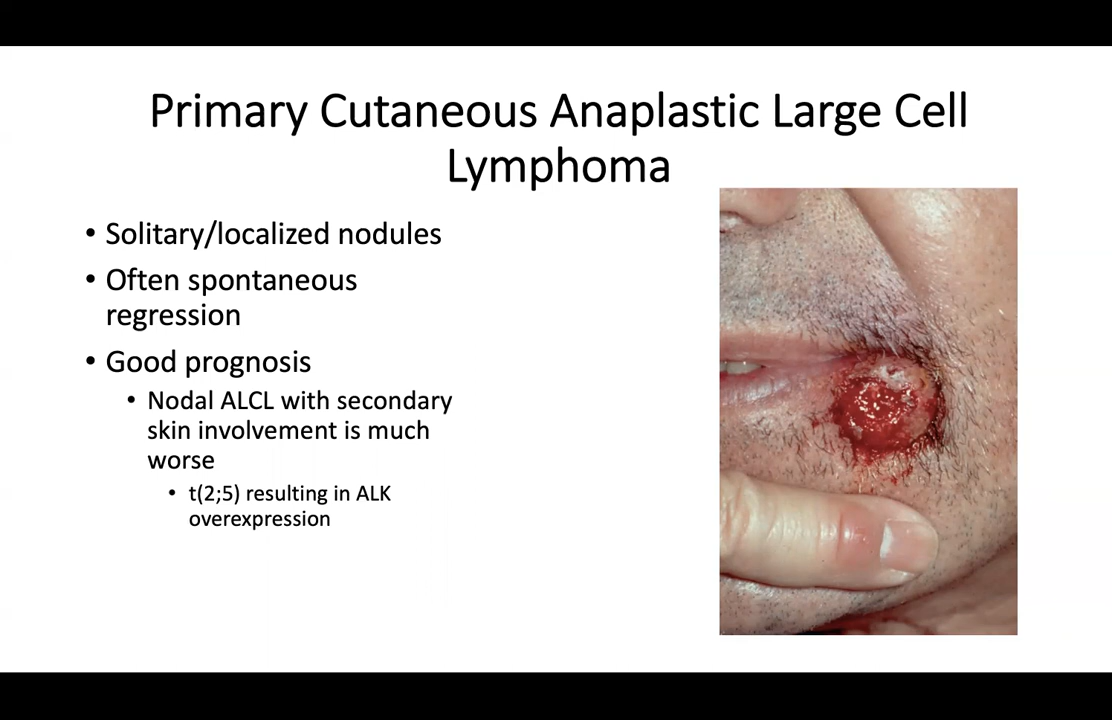 Primary Cutaneous Anaplastic Large Cell
Lymphoma
• Solitary/localized nodules
• Often spontaneous
regression
• Good prognosis
• Nodal ALCL with secondary
skin involvement is much
worse
• t(2;5) resulting in ALK
overexpression